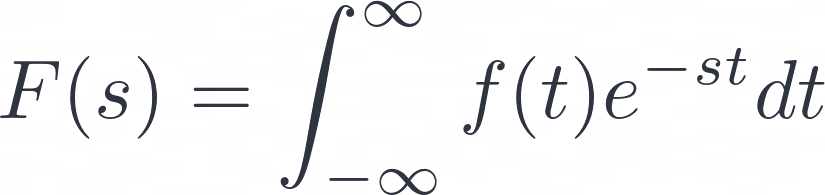 F(s) = ∫_{-∞}^{∞} f(t)e^{-st}dt